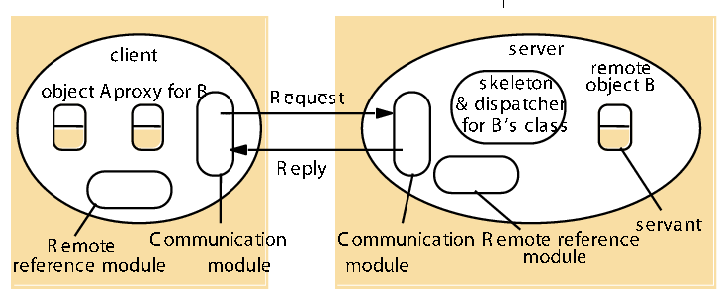 client
object A proxy for B
Remote
reference module
Communication
module
Request
Reply
server
skeleton
& dispatcher
for B's class
remote
object B
Communication
module
Remote reference
module
servant